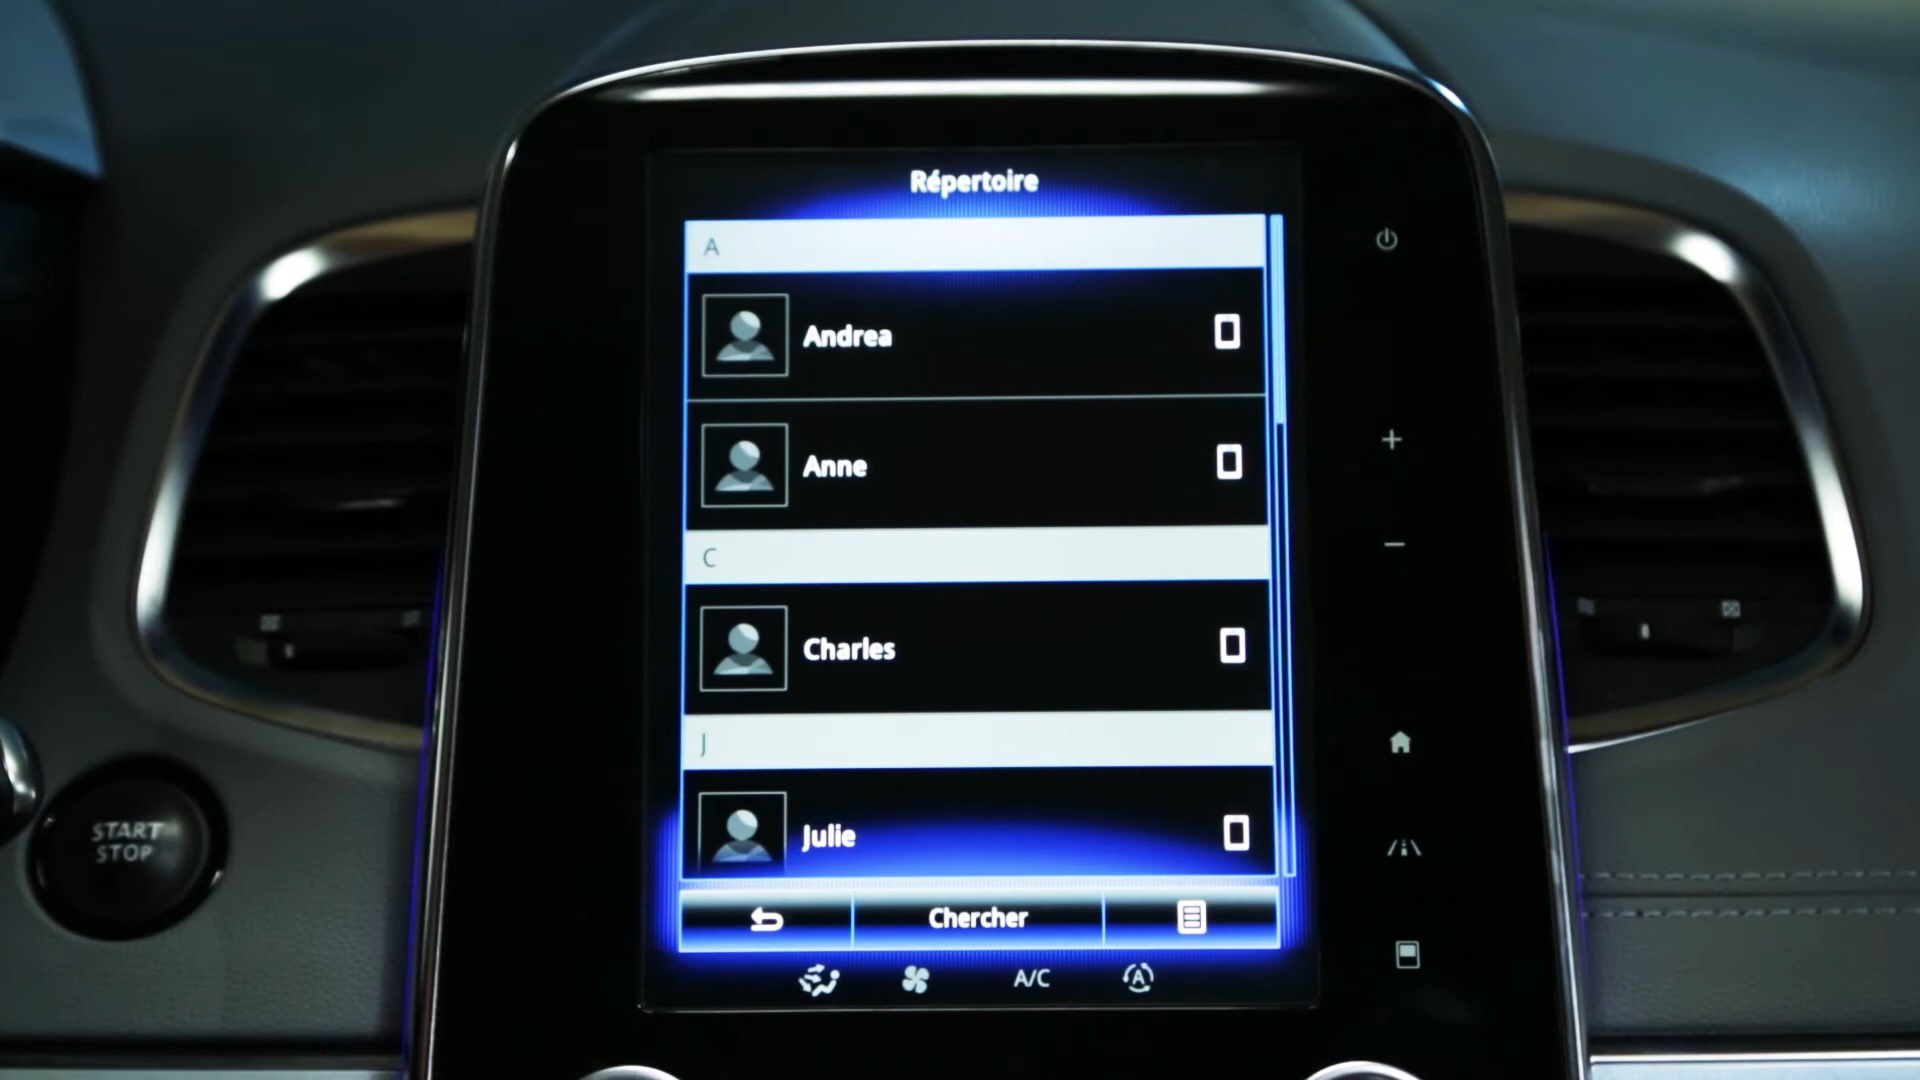 Répertoire
A
Andrea
Anne
C
Charles
J
Julie
START
STOP
Chercher
A/C
A